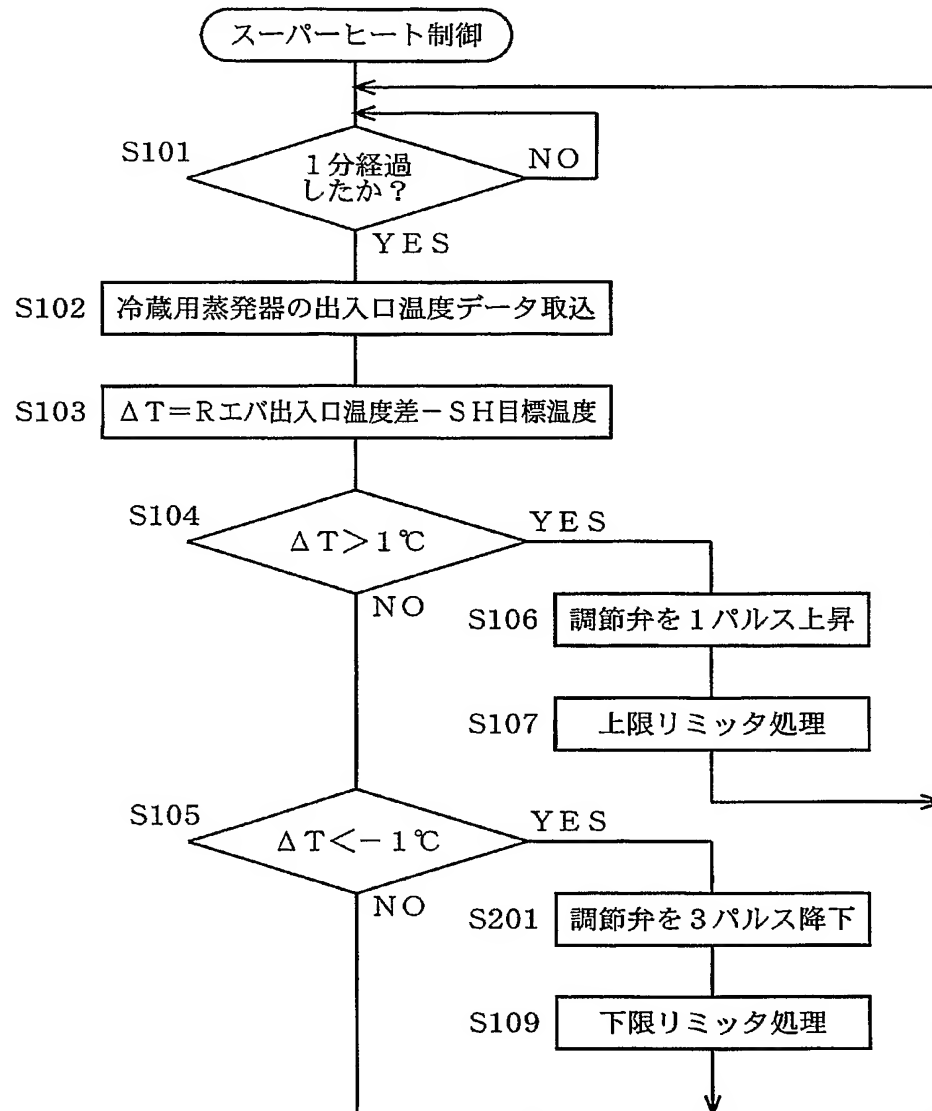 スーパーヒート制御
S101
1分経過
したか?
NO
YES
S102
冷蔵用蒸発器の出入口温度データ取込
S103
ΔT=Rエバ出入口温度差-SH目標温度
S104
ΔT>1℃
YES
NO
S106
調節弁を1パルス上昇
S107
上限リミッタ処理
S105
ΔT<-1℃
YES
NO
S201
調節弁を3パルス降下
S109
下限リミッタ処理